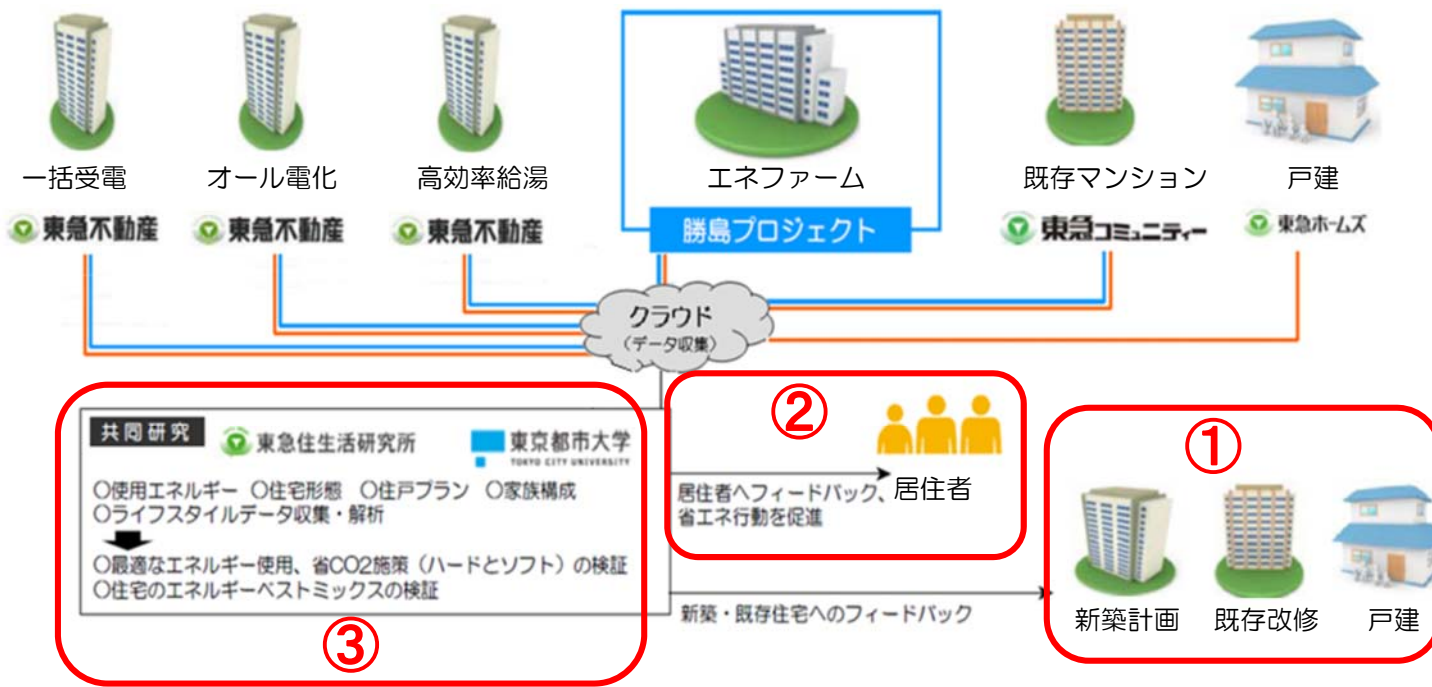 一括受電
オール電化
高効率給湯
エネファーム
既存マンション
戸建
東急不動産
東急不動産
東急不動産
勝島プロジェクト
東急コミュニティー
東急ホームズ
クラウド
(データ収集)
共同研究
東急住生活研究所
東京都市大学
TOKYO CITY UNIVERSITY
○使用エネルギー ○住宅形態 ○住戸プラン ○家族構成
○ライフスタイルデータ収集・解析
○最適なエネルギー使用、省CO2施策（ハードとソフト）の検証
○住宅のエネルギーベストミックスの検証
③
②
居住者
居住者へフィードバック、
省エネ行動を促進
新築・既存住宅へのフィードバック
①
新築計画
既存改修
戸建